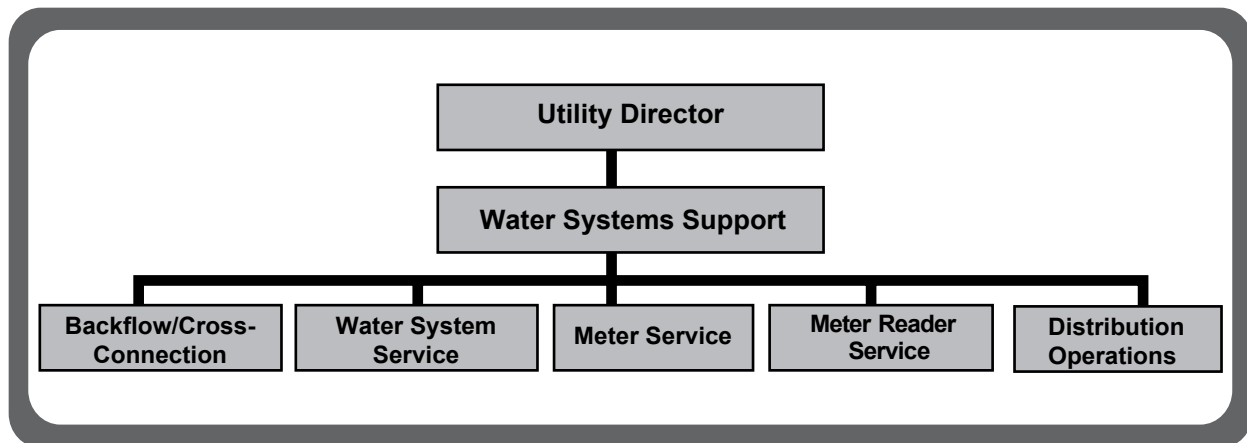 Utility Director
Water Systems Support
Backflow/Cross-
Connection
Water System
Service
Meter Service
Meter Reader
Service
Distribution
Operations